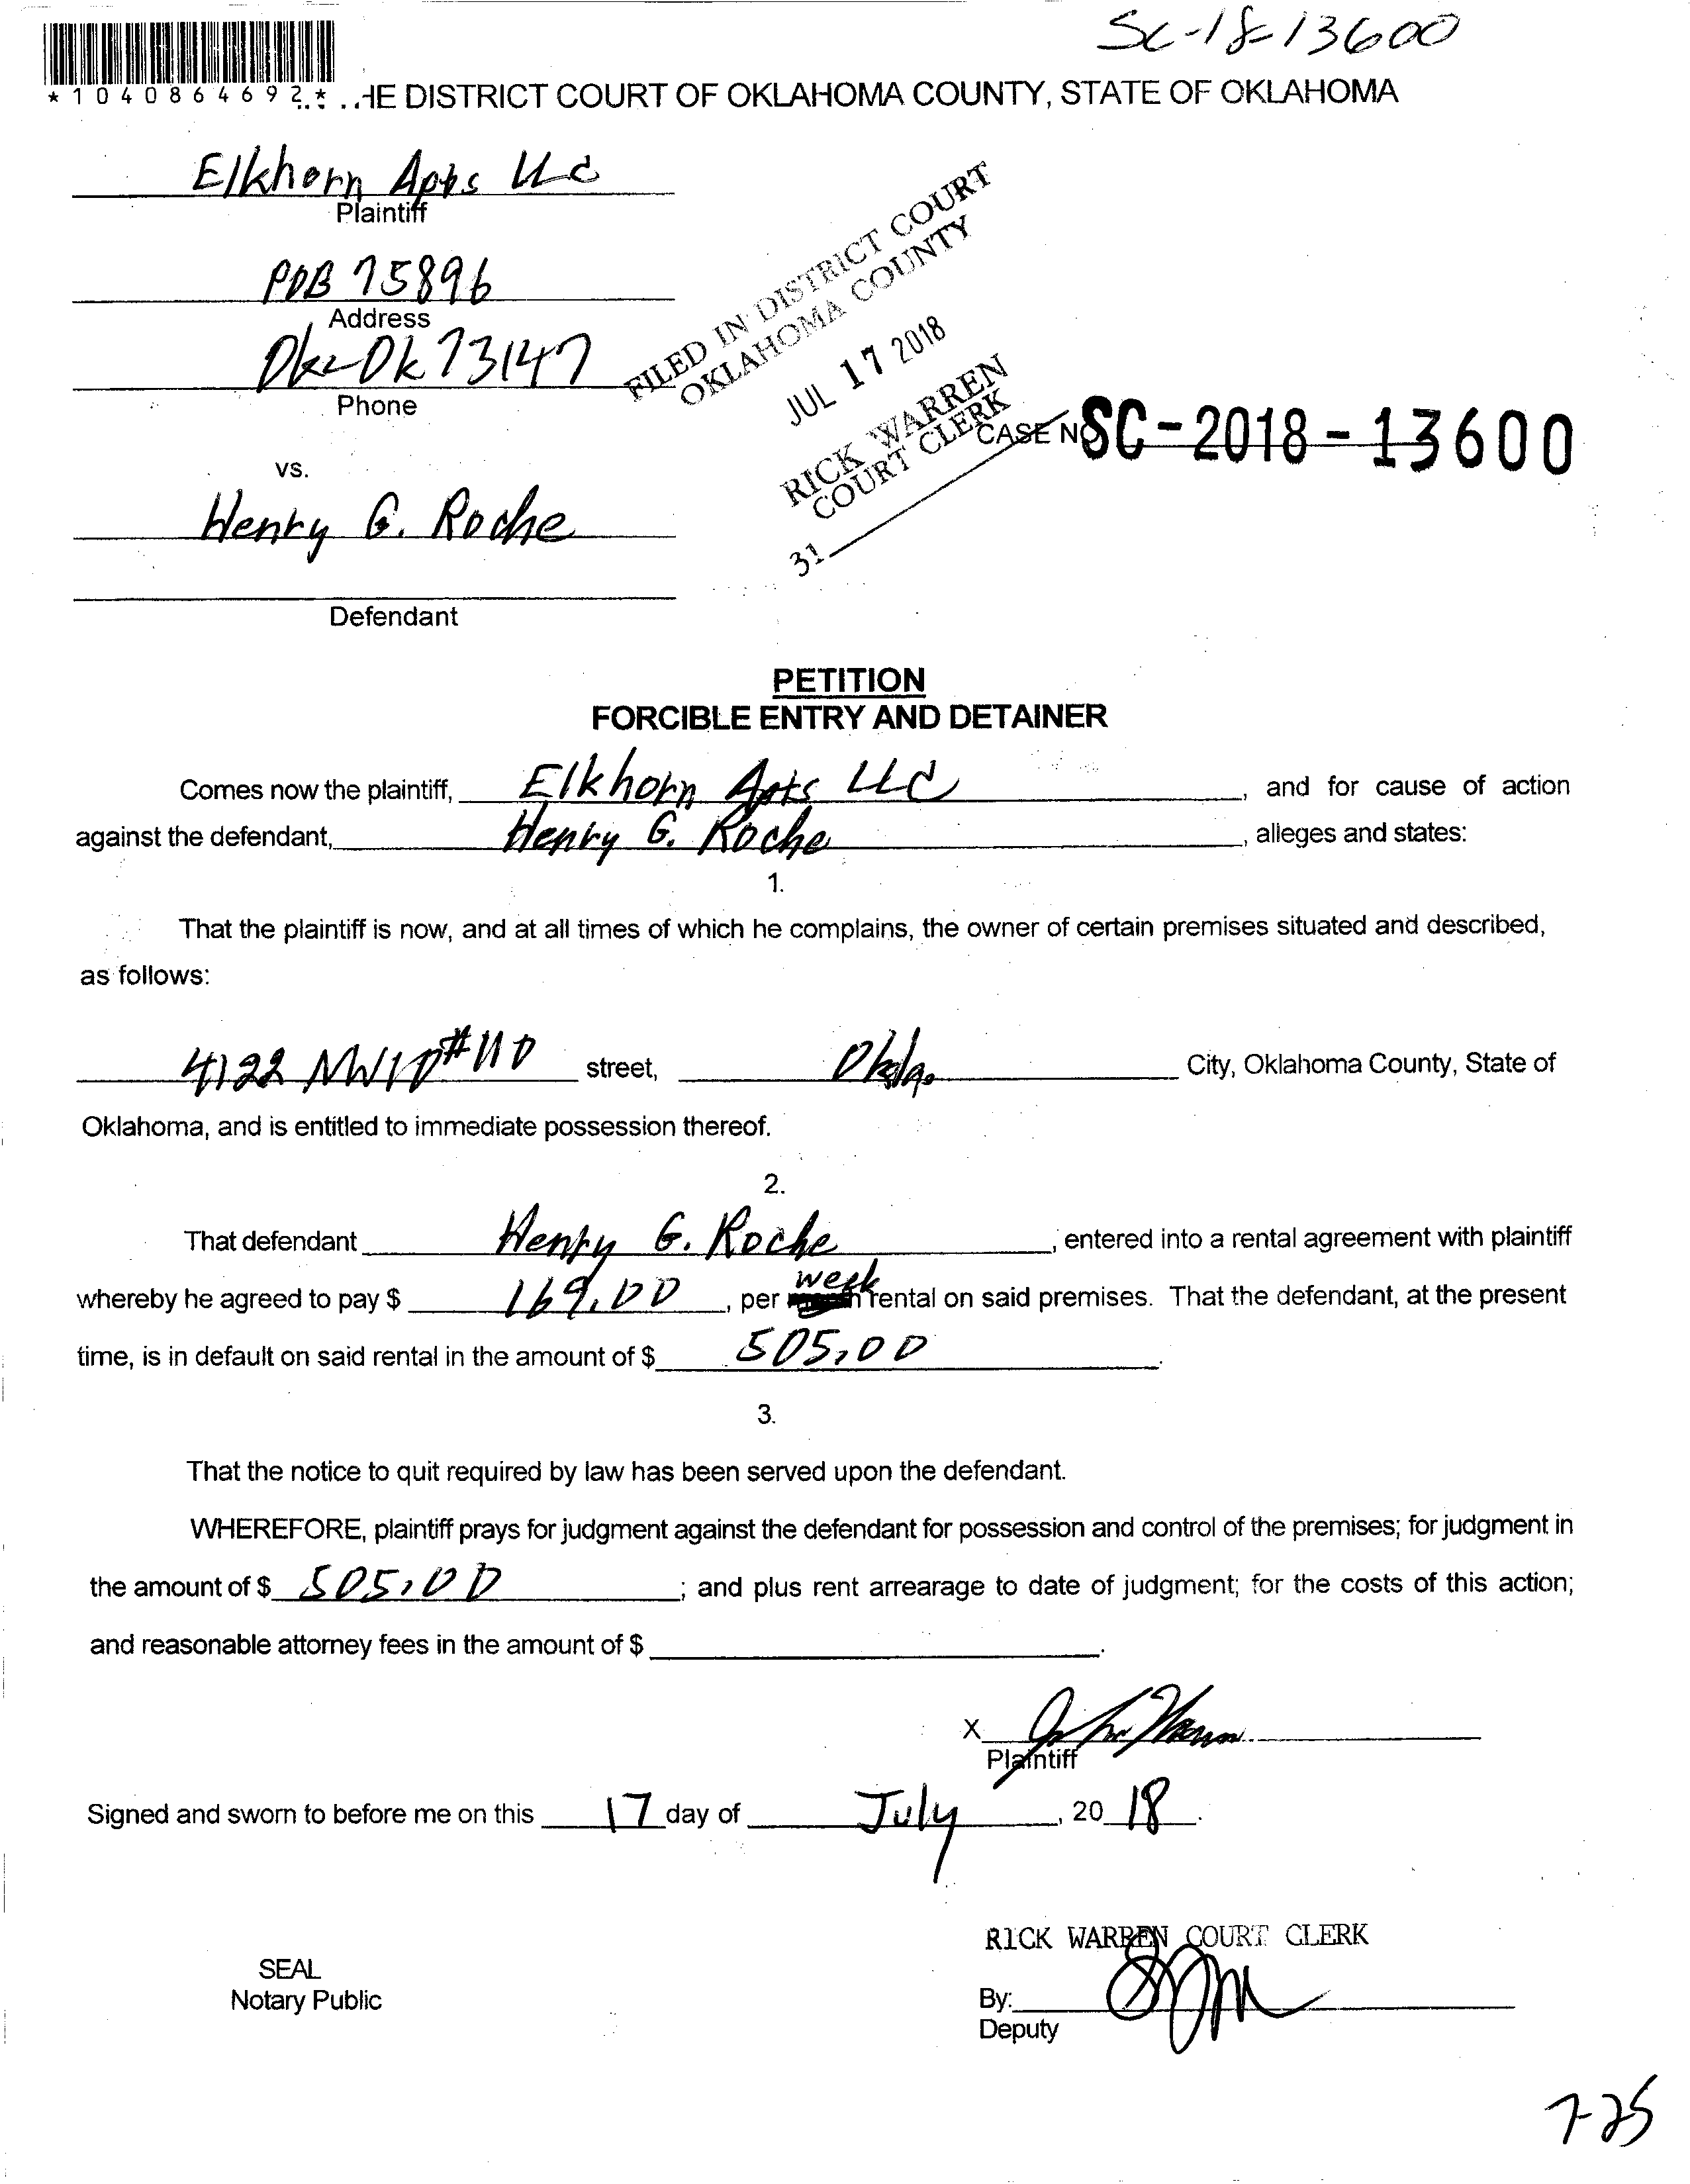 SC-18-13600
*1040864692.* ..HE DISTRICT COURT OF OKLAHOMA COUNTY, STATE OF OKLAHOMA
Elkhorn Apts LLC
Plaintiff
POB 75896
Address
Okc Ok 73147
Phone
FILED IN DISTRICT COURT
OKLAHOMA COUNTY
JUL 17 2018
RICK WARREN
COURT CLERK
31
CASE NO SC-2018-13600
vs.
Henry G. Roche
Defendant
PETITION
FORCIBLE ENTRY AND DETAINER
Comes now the plaintiff, Elkhorn Apts LLC, and for cause of action
against the defendant, Henry G. Roche, alleges and states:
1.
That the plaintiff is now, and at all times of which he complains, the owner of certain premises situated and described,
as follows:
4122 NW10 #110 street, Okla. City, Oklahoma County, State of
Oklahoma, and is entitled to immediate possession thereof.
2.
That defendant Henry G. Roche, entered into a rental agreement with plaintiff
whereby he agreed to pay $ 169.00, per week rental on said premises. That the defendant, at the present
time, is in default on said rental in the amount of $ 505.00.
3.
That the notice to quit required by law has been served upon the defendant.
WHEREFORE, plaintiff prays for judgment against the defendant for possession and control of the premises; for judgment in
the amount of $ 505.00; and plus rent arrearage to date of judgment; for the costs of this action;
and reasonable attorney fees in the amount of $.
X
Plaintiff
Signed and sworn to before me on this 17 day of July, 20 18.
RICK WARREN COURT CLERK
SEAL
Notary Public
By:
Deputy
7-25